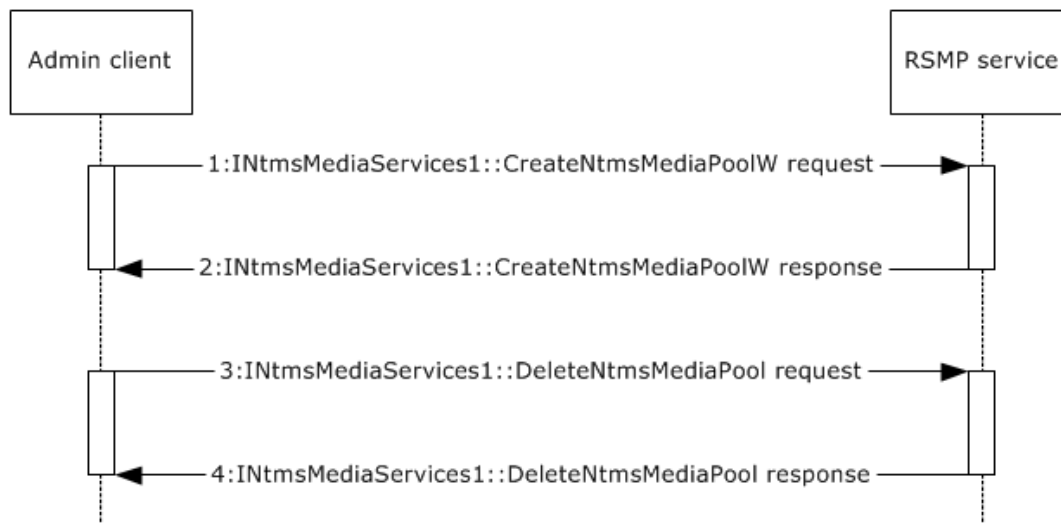 Admin client
RSMP service
1:INtmsMediaServices1::CreateNtmsMediaPoolW request
2:INtmsMediaServices1::CreateNtmsMediaPoolW response
3:INtmsMediaServices1::DeleteNtmsMediaPool request
4:INtmsMediaServices1::DeleteNtmsMediaPool response